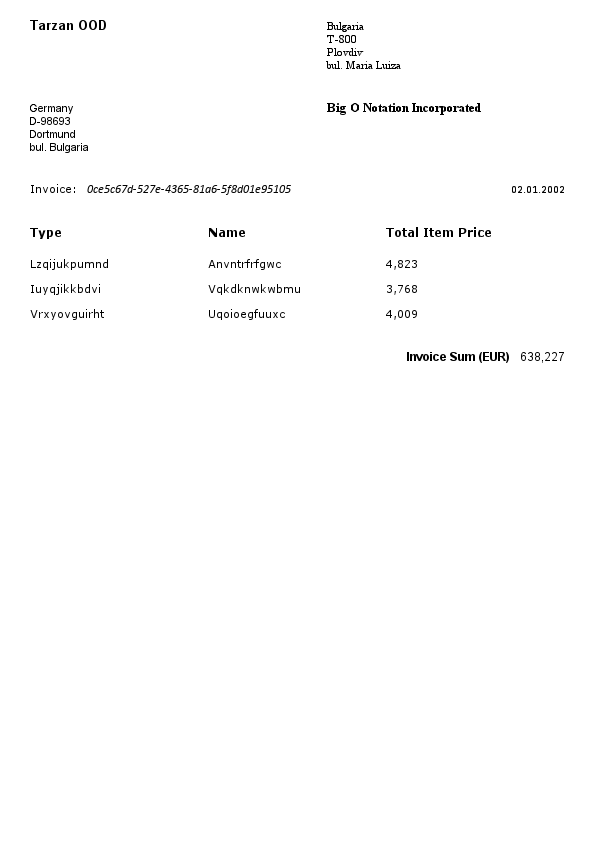 Tarzan OOD
Bulgaria
T-800
Plovdiv
bul. Maria Luiza
Germany
D-98693
Dortmund
bul. Bulgaria
Big O Notation Incorporated
Invoice: 0ce5c67d-527e-4365-81a6-5f8d01e95105 02.01.2002
Type Name Total Item Price
Lzqijukpumnd Anvntrfrfgwc 4,823
Iuyqjikkbdvi Vqkdknwkwbmu 3,768
Vrxyovguirht Uqoioegfuuxc 4,009
Invoice Sum (EUR) 638,227